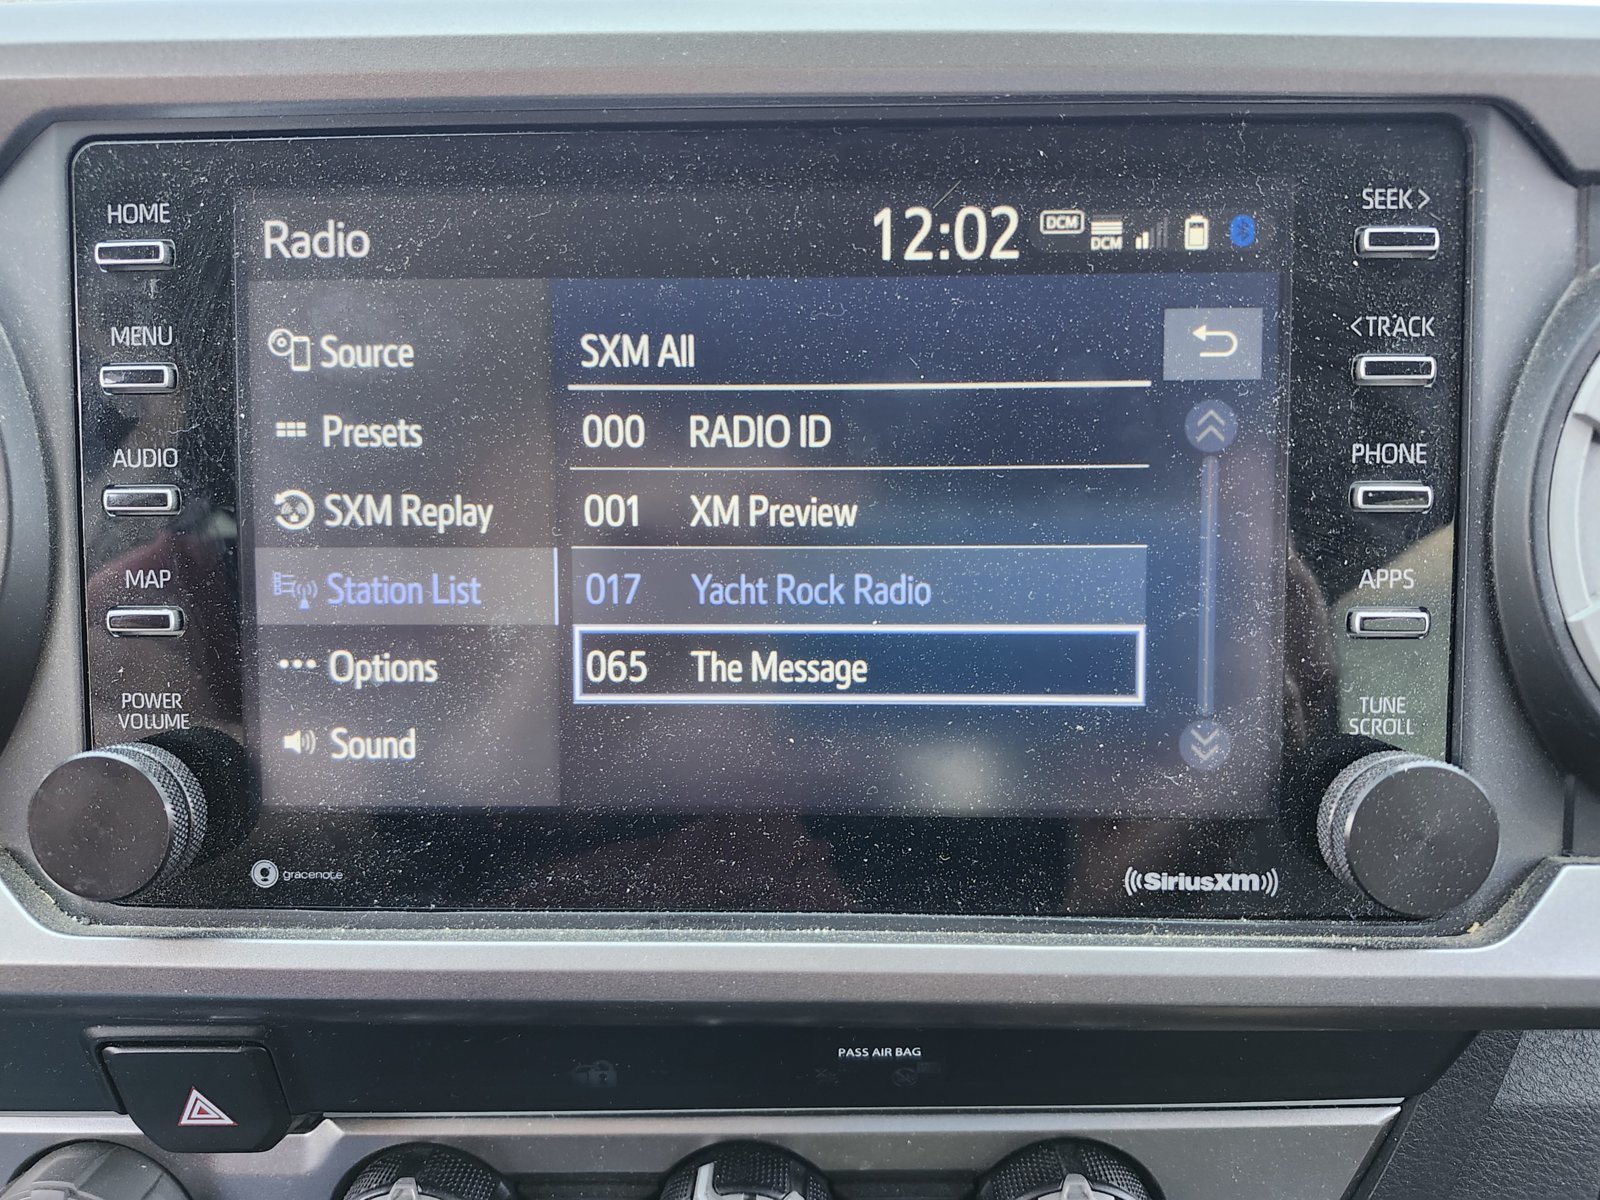 HOME
MENU
AUDIO
MAP
POWER
VOLUME
Radio
12:02
DCM
DCM
Source
Presets
SXM Replay
Station List
Options
Sound
SXM All
000 RADIO ID
001 XM Preview
017 Yacht Rock Radio
065 The Message
SEEK >
< TRACK
PHONE
APPS
TUNE
SCROLL
gracenote
SiriusXM
PASS AIR BAG